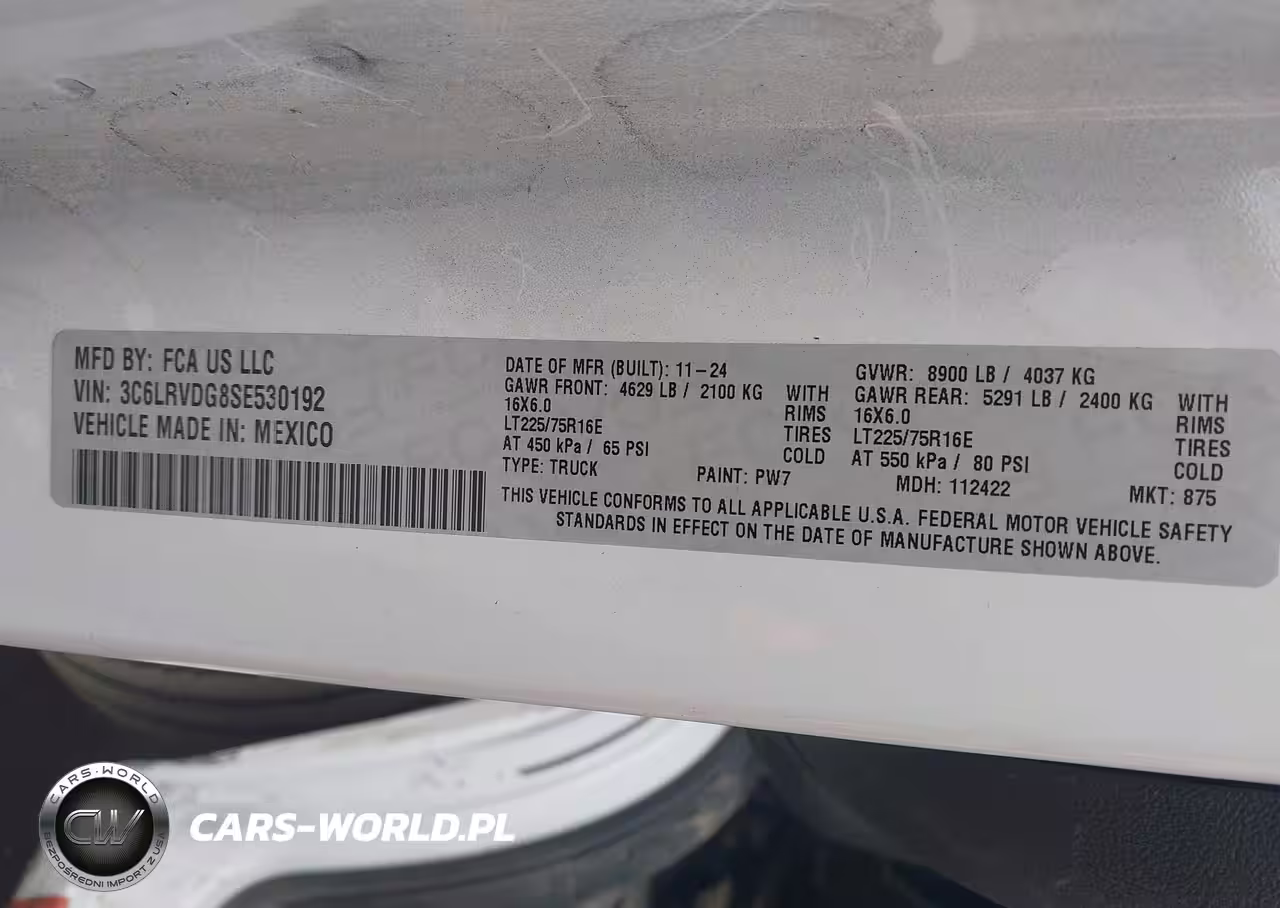 MFD BY: FCA US LLC
VIN: 3C6LRVDG8SE530192
VEHICLE MADE IN: MEXICO
DATE OF MFR (BUILT): 11-24
GAWR FRONT: 4629 LB / 2100 KG WITH
16X6.0 RIMS
LT225/75R16E TIRES
AT 450 kPa / 65 PSI COLD
TYPE: TRUCK PAINT: PW7
GVWR: 8900 LB / 4037 KG
GAWR REAR: 5291 LB / 2400 KG WITH
16X6.0 RIMS
LT225/75R16E TIRES
AT 550 kPa / 80 PSI COLD
MDH: 112422 MKT: 875
THIS VEHICLE CONFORMS TO ALL APPLICABLE U.S.A. FEDERAL MOTOR VEHICLE SAFETY
STANDARDS IN EFFECT ON THE DATE OF MANUFACTURE SHOWN ABOVE.
CARS-WORLD
CW
BEZPOŚREDNI IMPORT Z USA
CARS-WORLD.PL